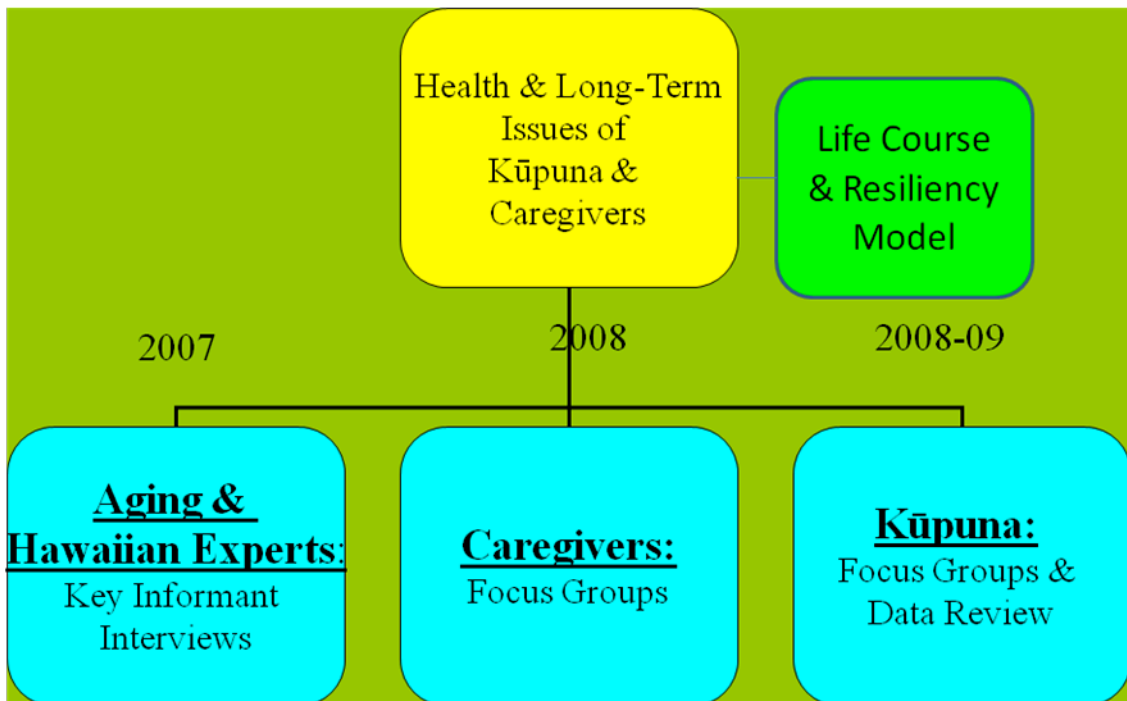 Health & Long-Term
Issues of
Kūpuna &
Caregivers
Life Course
& Resiliency
Model
2007
2008
2008-09
Aging &
Hawaiian Experts:
Key Informant
Interviews
Caregivers:
Focus Groups
Kūpuna:
Focus Groups &
Data Review